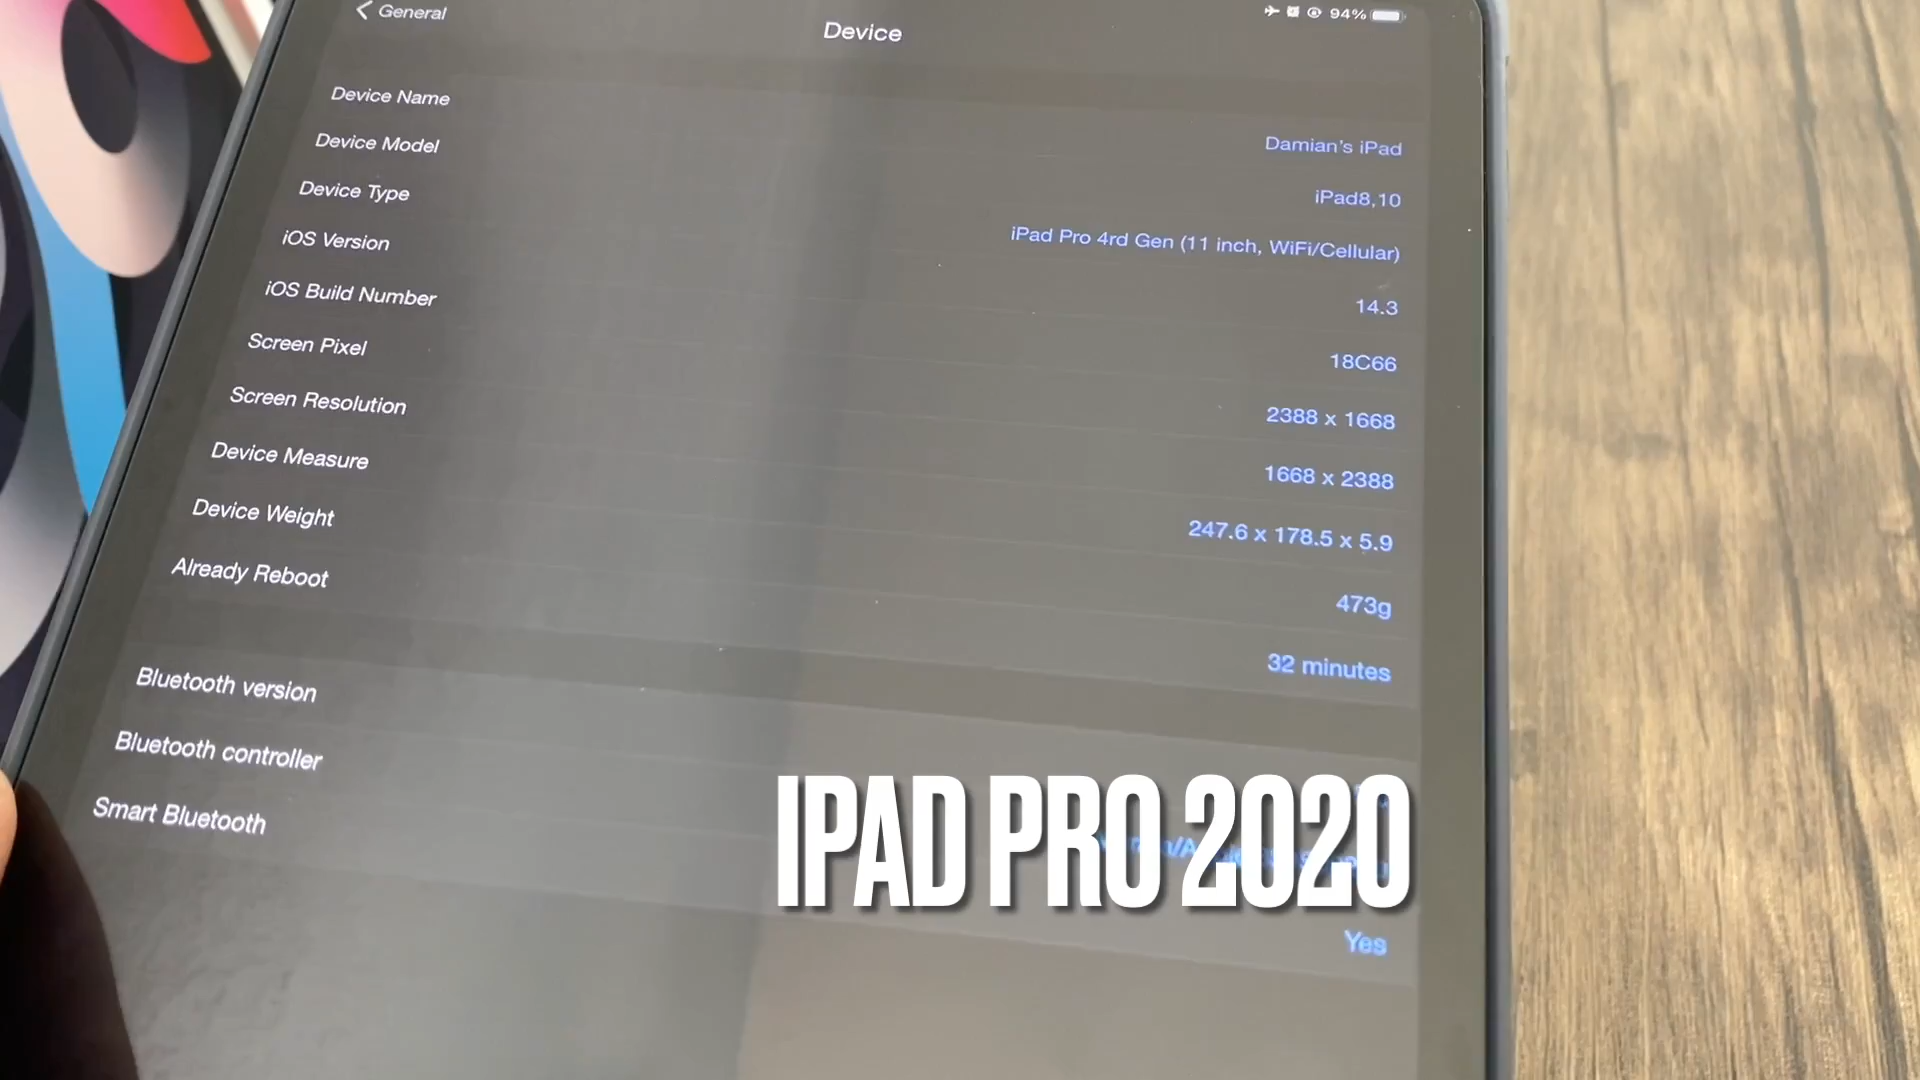 General
94%
Device
Device Name
Damian's iPad
Device Model
iPad8,10
Device Type
iPad Pro 4rd Gen (11 inch, WiFi/Cellular)
iOS Version
14.3
iOS Build Number
18C66
Screen Pixel
2388 x 1668
Screen Resolution
1668 x 2388
Device Measure
247.6 x 178.5 x 5.9
Device Weight
473g
Already Reboot
32 minutes
Bluetooth version
Bluetooth controller
Smart Bluetooth
Yes
IPAD PRO 2020